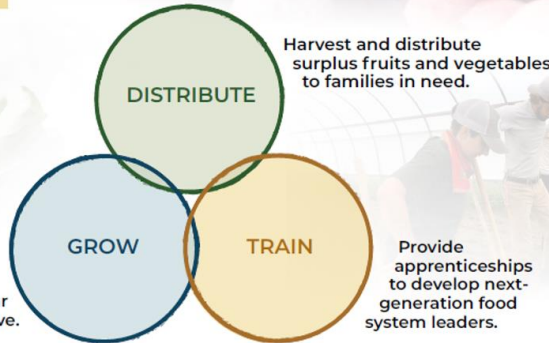 DISTRIBUTE
Harvest and distribute
surplus fruits and vegetables
to families in need.
GROW
TRAIN
Provide
apprenticeships
to develop next-
generation food
system leaders.